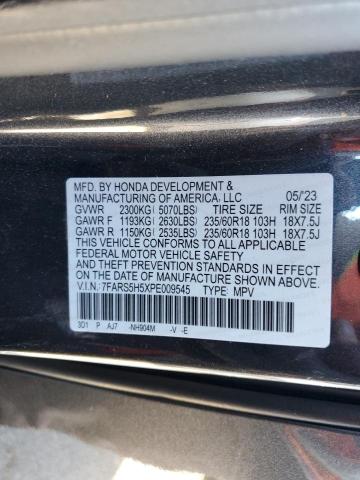 MFD. BY HONDA DEVELOPMENT &
MANUFACTURING OF AMERICA, LLC 05/'23
GVWR 2300KG ( 5070LBS) TIRE SIZE RIM SIZE
GAWR F 1193KG ( 2630LBS) 235/60R18 103H 18X7.5J
GAWR R 1150KG ( 2535LBS) 235/60R18 103H 18X7.5J
THIS VEHICLE CONFORMS TO ALL APPLICABLE
FEDERAL MOTOR VEHICLE SAFETY, BUMPER,
AND THEFT PREVENTION STANDARDS IN EFFECT ON
THE DATE OF MANUFACTURE SHOWN ABOVE.
V.I.N.: 7FARS5H5XPE009545 TYPE: MPV
3D1 P AJ7 -NH904M -V -E